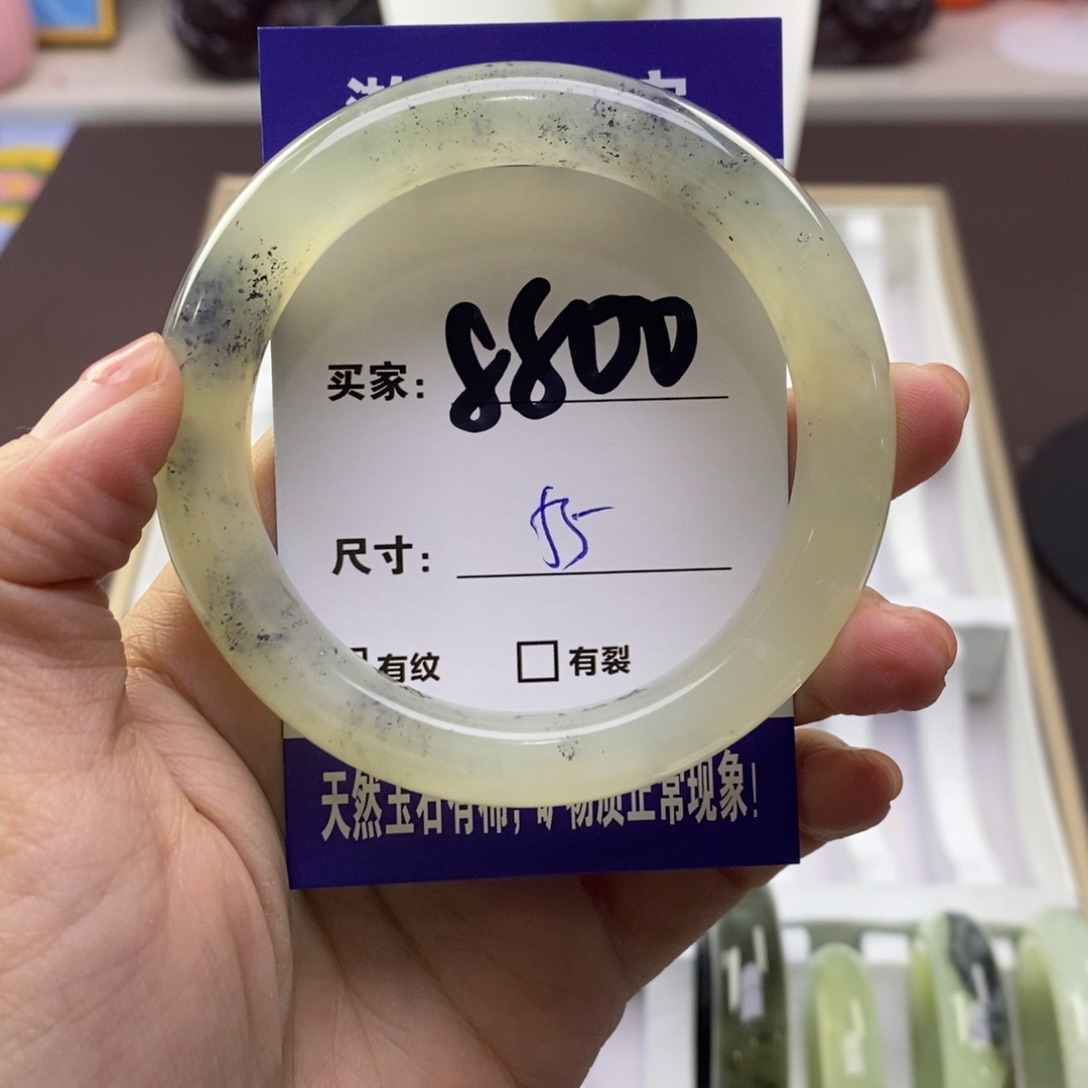 买家: 8800
尺寸: 55
有纹 有裂
天然玉石有棉,矿物质正常现象!